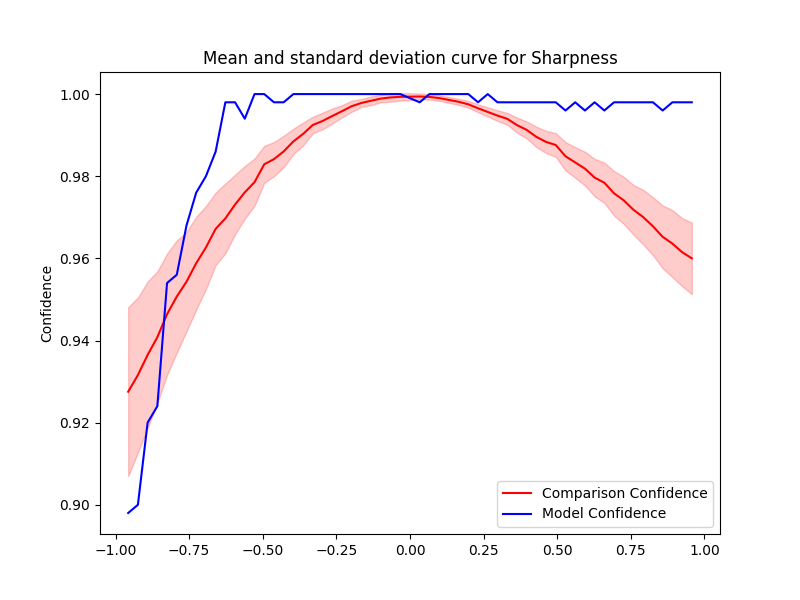 Mean and standard deviation curve for Sharpness
Confidence
1.00
0.98
0.96
0.94
0.92
0.90
−1.00 −0.75 −0.50 −0.25 0.00 0.25 0.50 0.75 1.00
Comparison Confidence
Model Confidence